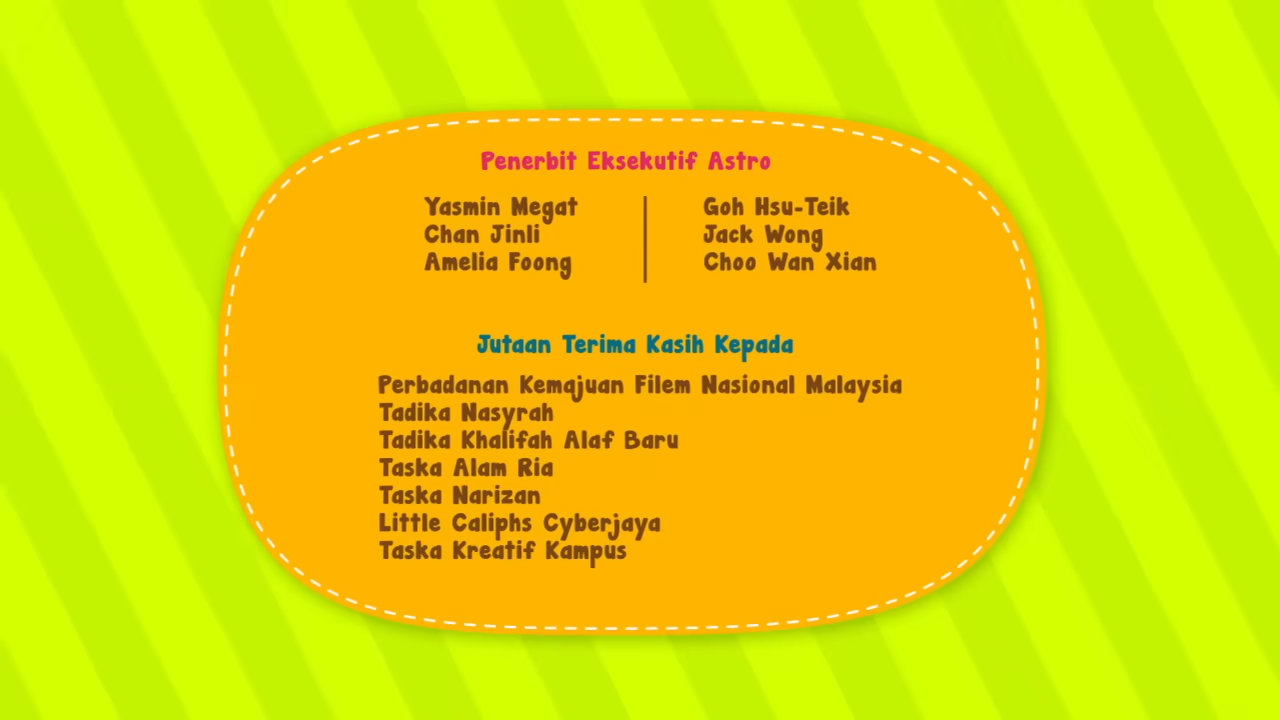 Penerbit Eksekutif Astro
Yasmin Megat
Chan Jinli
Amelia Foong
Goh Hsu-Teik
Jack Wong
Choo Wan Xian
Jutaan Terima Kasih Kepada
Perbadanan Kemajuan Filem Nasional Malaysia
Tadika Nasyrah
Tadika Khalifah Alaf Baru
Taska Alam Ria
Taska Narizan
Little Caliphs Cyberjaya
Taska Kreatif Kampus